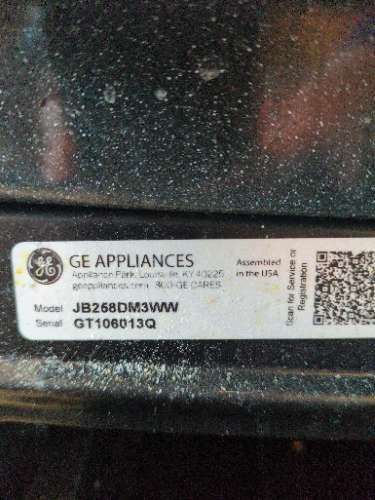 GE APPLIANCES
Appliance Park, Louisville, KY 40225
geappliances.com 800-GE CARES
Assembled
in the USA
Scan for Service or
Registration
Model JB258DM3WW
Serial GT106013Q